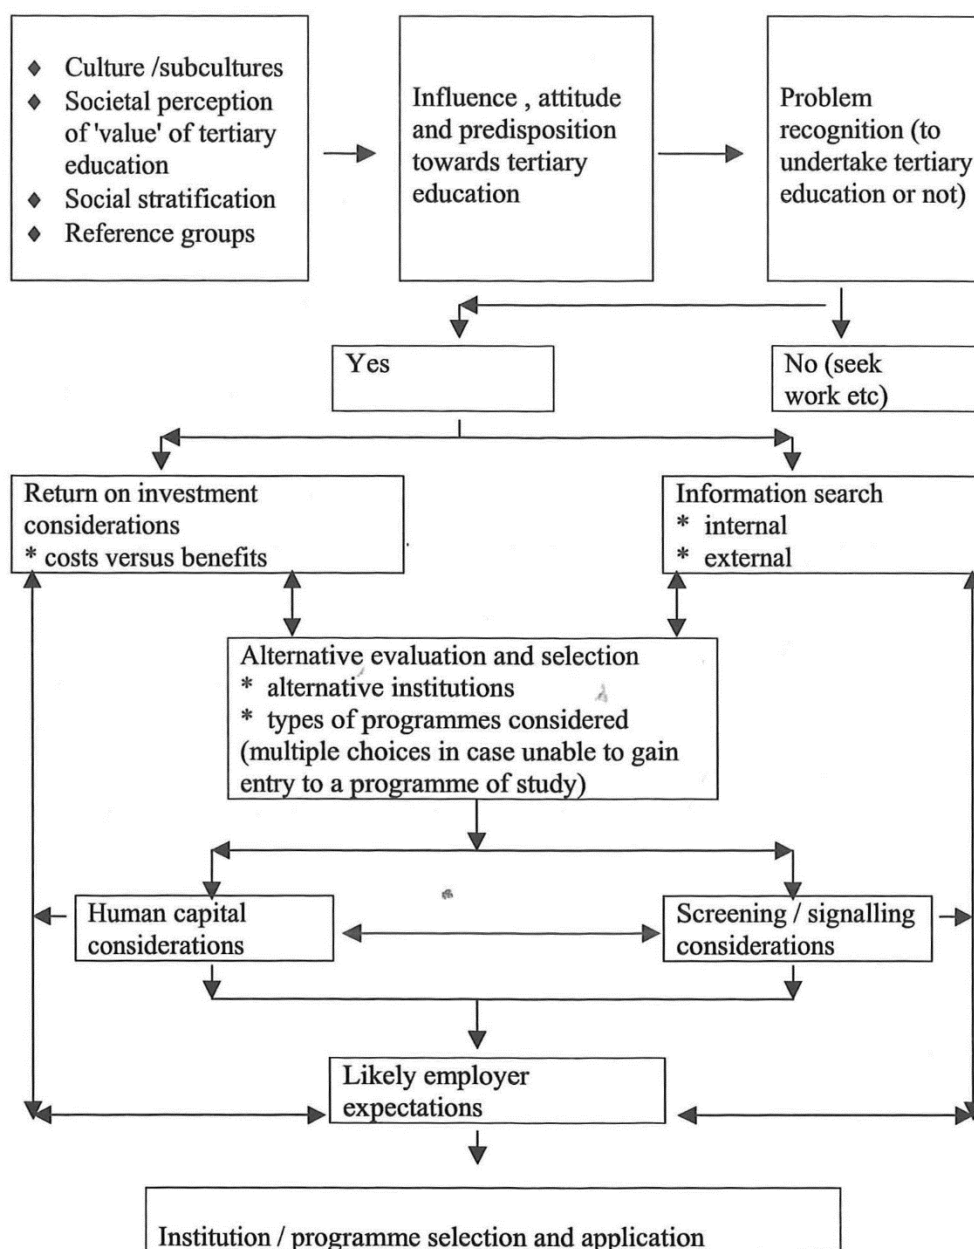 Culture /subcultures
Societal perception
of 'value' of tertiary
education
Social stratification
Reference groups
Influence , attitude
and predisposition
towards tertiary
education
Problem
recognition (to
undertake tertiary
education or not)
Yes
No (seek
work etc)
Return on investment
considerations
* costs versus benefits
Information search
* internal
* external
Alternative evaluation and selection
* alternative institutions
* types of programmes considered
(multiple choices in case unable to gain
entry to a programme of study)
Human capital
considerations
Screening / signalling
considerations
Likely employer
expectations
Institution / programme selection and application